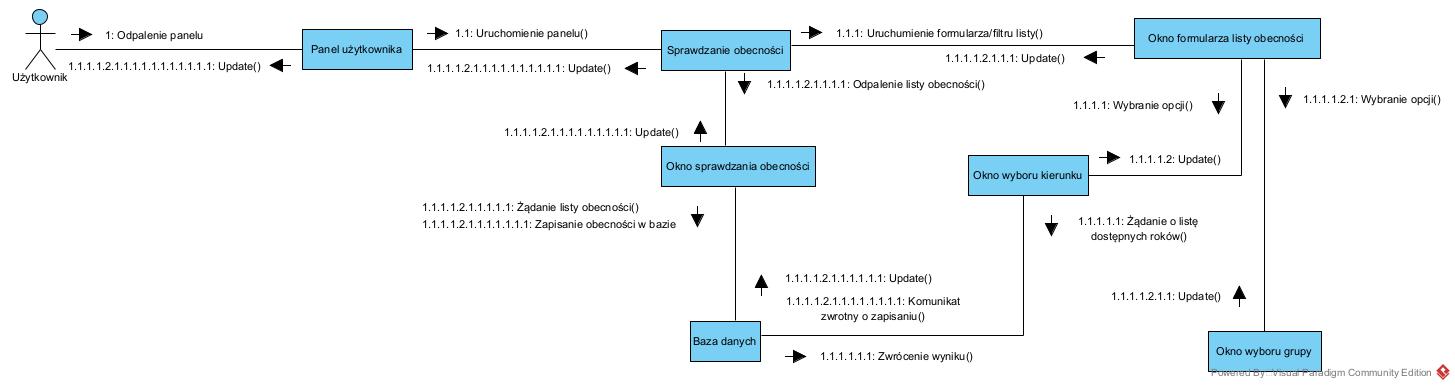 1: Odpalenie panelu
Użytkownik
1.1.1.1.2.1.1.1.1.1.1.1.1.1.1.1: Update()
Panel użytkownika
1.1: Uruchomienie panelu()
1.1.1.1.2.1.1.1.1.1.1.1.1.1.1: Update()
Sprawdzanie obecności
1.1.1: Uruchumienie formularza/filtru listy()
1.1.1.1.2.1.1.1: Update()
Okno formularza listy obecności
1.1.1.1.2.1.1.1.1: Odpalenie listy obecności()
1.1.1.1: Wybranie opcji()
1.1.1.1.2.1: Wybranie opcji()
1.1.1.1.2.1.1.1.1.1.1.1.1.1: Update()
Okno sprawdzania obecności
Okno wyboru kierunku
1.1.1.1.2: Update()
1.1.1.1.2.1.1.1.1.1: Żądanie listy obecności()
1.1.1.1.2.1.1.1.1.1.1.1: Zapisanie obecności w bazie
1.1.1.1.1: Żądanie o listę
dostępnych roków()
1.1.1.1.2.1.1.1.1.1.1: Update()
1.1.1.1.2.1.1.1.1.1.1.1.1: Komunikat
zwrotny o zapisaniu()
1.1.1.1.2.1.1: Update()
Baza danych
1.1.1.1.1.1: Zwrócenie wyniku()
Okno wyboru grupy
Powered By: Visual Paradigm Community Edition